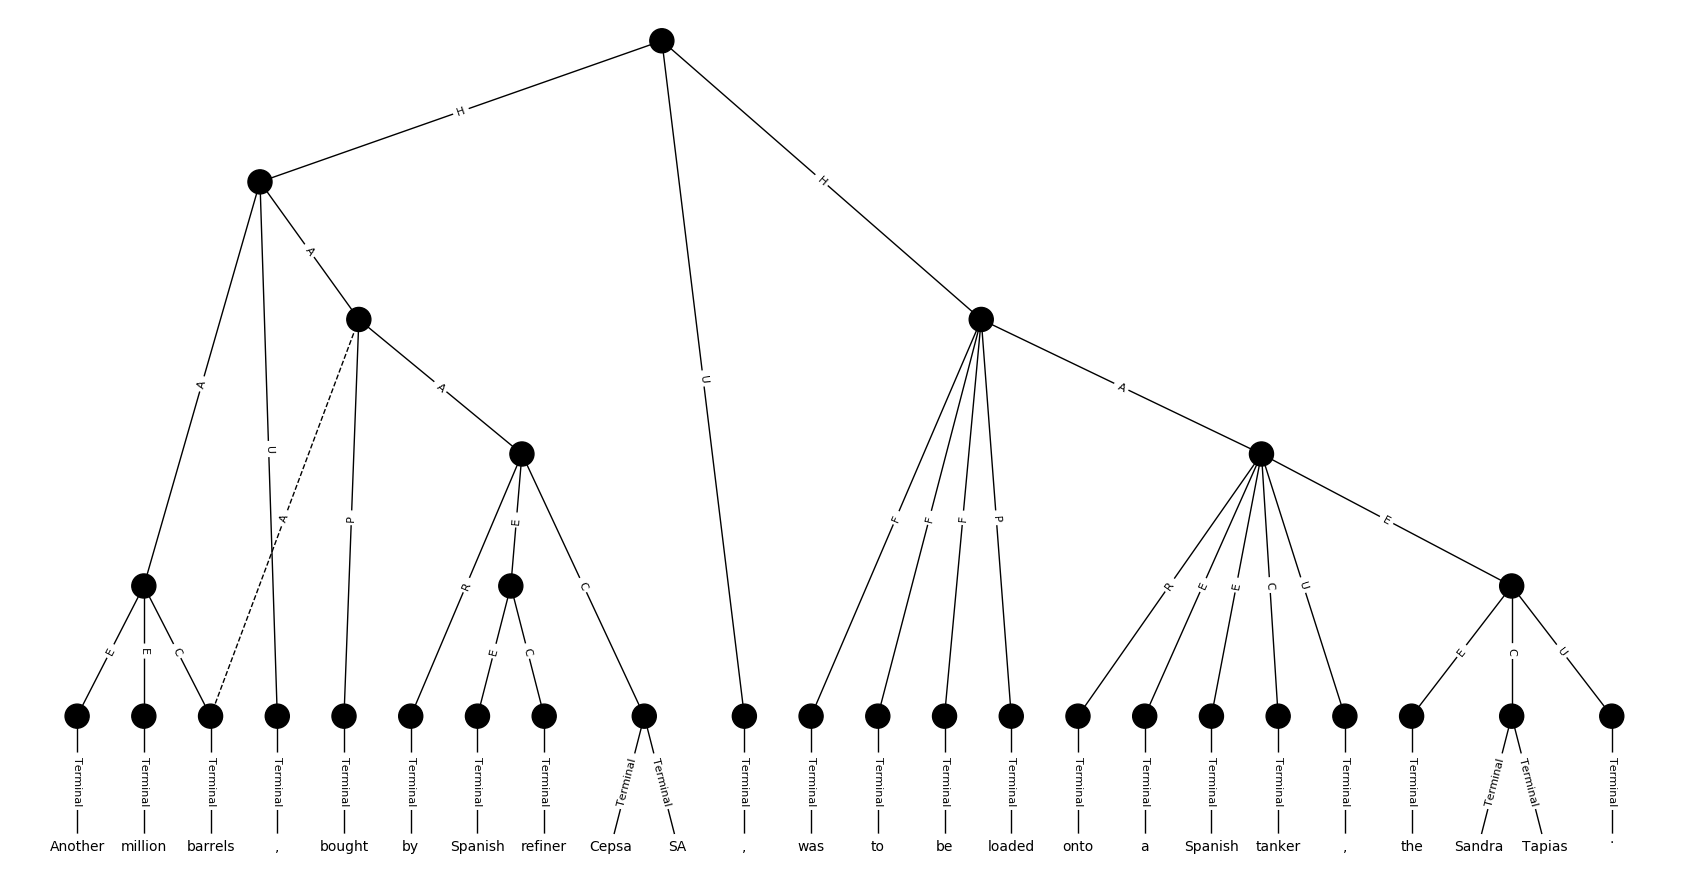 H
H
A
U
A
A
A
U
A
P
A
F
F
F
P
E
E
R
C
R
E
E
C
U
E
E
E
C
E
C
E
C
U
Terminal Terminal Terminal Terminal Terminal Terminal Terminal Terminal Terminal Terminal Terminal Terminal Terminal Terminal Terminal Terminal Terminal Terminal Terminal Terminal Terminal Terminal Terminal Terminal
Another million barrels , bought by Spanish refiner Cepsa SA , was to be loaded onto a Spanish tanker , the Sandra Tapias .